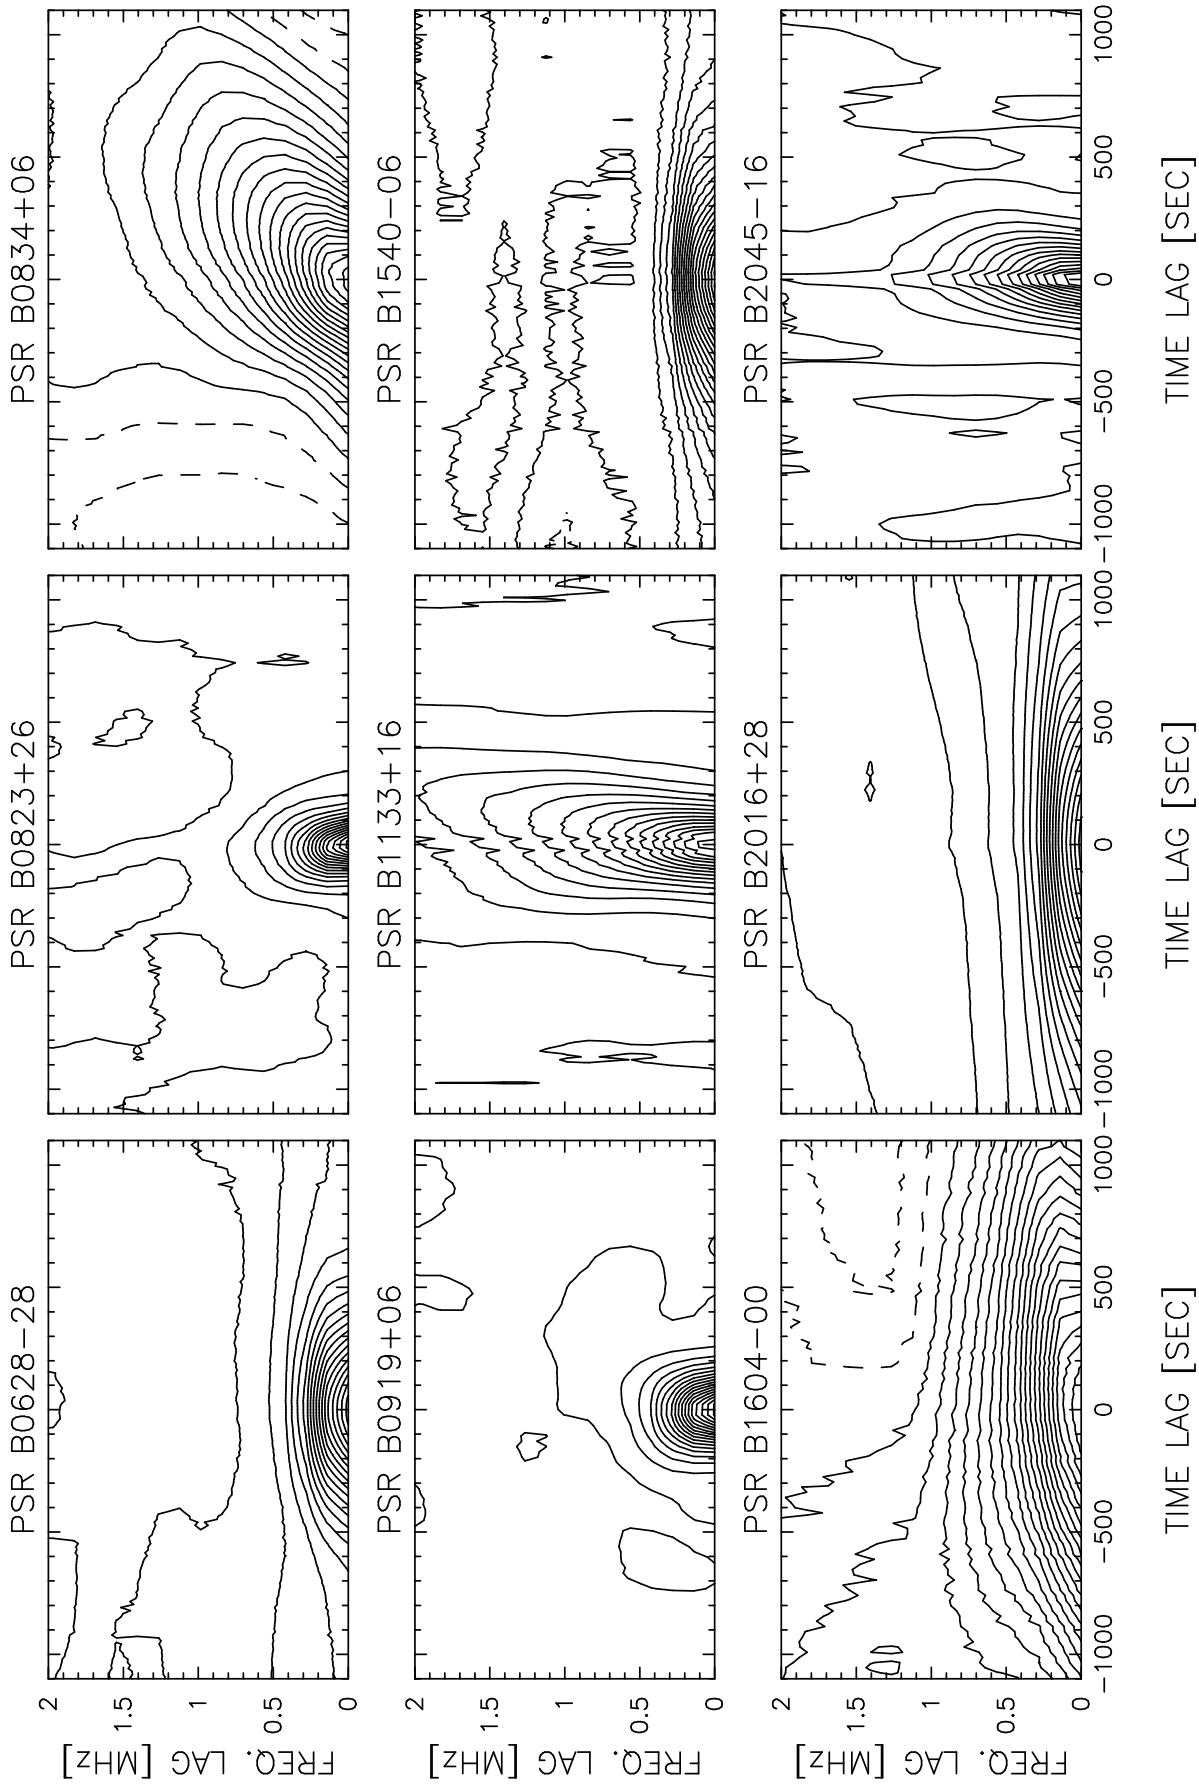 PSR B0628−28
PSR B0823+26
PSR B0834+06
FREQ. LAG [MHz]
2
1.5
1
0.5
0
PSR B0919+06
PSR B1133+16
PSR B1540−06
FREQ. LAG [MHz]
2
1.5
1
0.5
0
PSR B1604−00
PSR B2016+28
PSR B2045−16
FREQ. LAG [MHz]
2
1.5
1
0.5
0
−1000 −500 0 500 1000
−1000 −500 0 500 1000
−1000 −500 0 500 1000
TIME LAG [SEC]
TIME LAG [SEC]
TIME LAG [SEC]